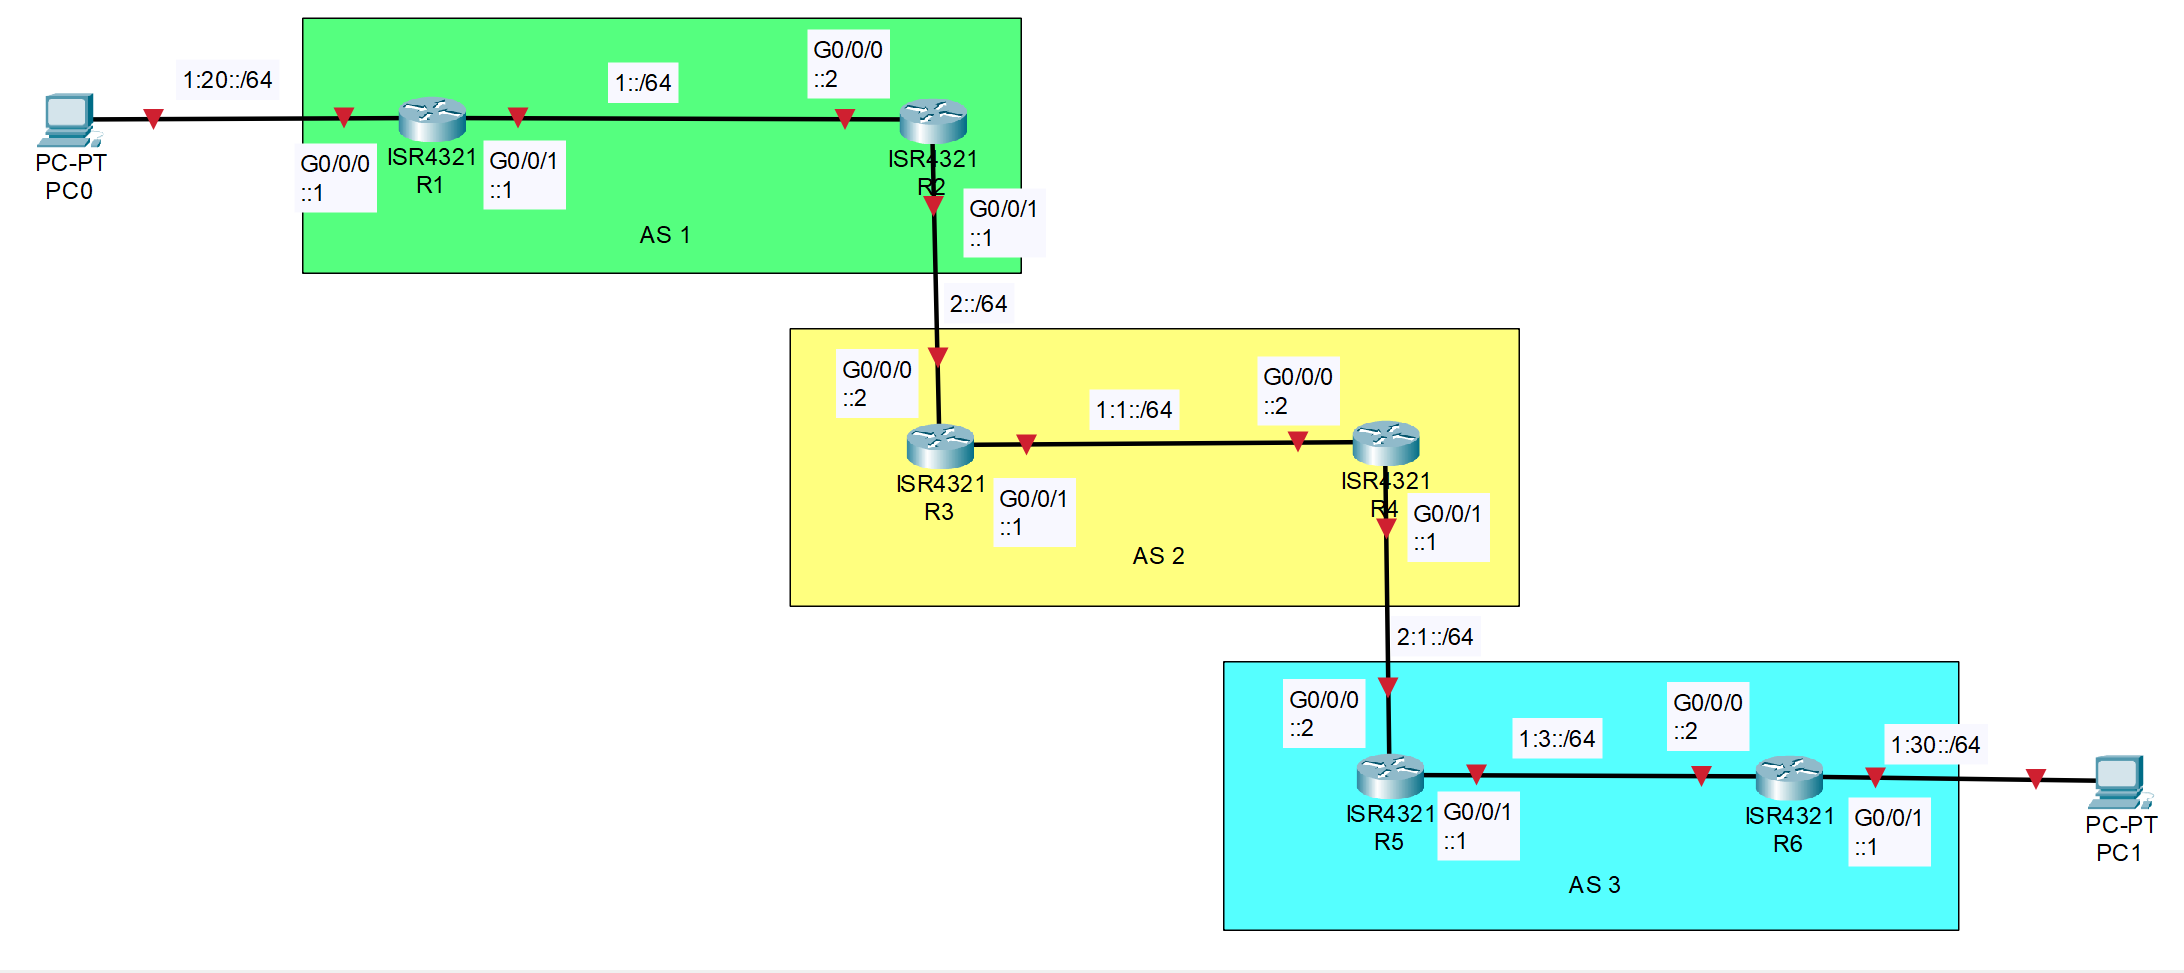 1:20::/64
PC-PT
PC0
G0/0/0
::1
ISR4321
R1
G0/0/1
::1
1::/64
G0/0/0
::2
ISR4321
R2
G0/0/1
::1
AS 1
2::/64
G0/0/0
::2
ISR4321
R3
G0/0/1
::1
1:1::/64
G0/0/0
::2
ISR4321
R4
G0/0/1
::1
AS 2
2:1::/64
G0/0/0
::2
ISR4321
R5
G0/0/1
::1
1:3::/64
G0/0/0
::2
ISR4321
R6
G0/0/1
::1
1:30::/64
PC-PT
PC1
AS 3